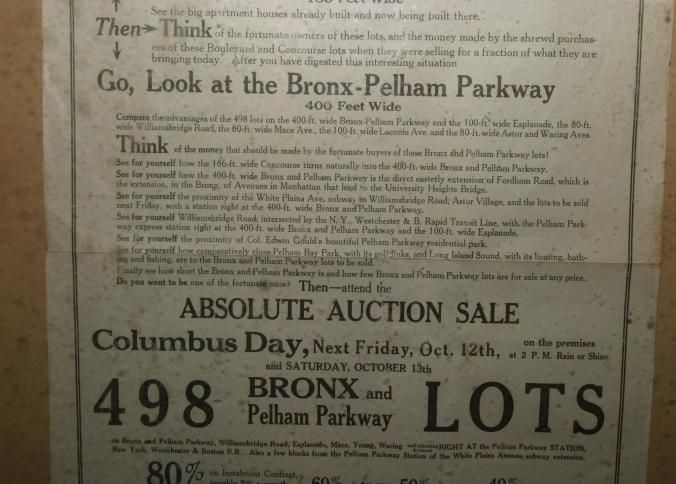 See the big apartment houses already built and now being built there.
Then Think of the fortunate owners of these lots, and the money made by the shrewd purchas-
ers of these Boulevard and Concourse lots when they were selling for a fraction of what they are
bringing today. After you have digested this interesting situation
Go, Look at the Bronx-Pelham Parkway
400 Feet Wide
Compare the advantages of the 498 lots on the 400-ft. wide Bronx-Pelham Parkway and the 100-ft. wide Esplanade, the 80-ft.
wide Williamsbridge Road, the 80-ft. wide Mace Ave., the 100-ft. wide Laconia Ave. and the 80-ft. wide Astor and Waring Aves.
Think of the money that should be made by the fortunate buyers of these Bronx and Pelham Parkway lots!
See for yourself how the 186-ft. wide Concourse turns naturally into the 400-ft. wide Bronx and Pelham Parkway.
See for yourself how the 400-ft. wide Bronx and Pelham Parkway is the direct easterly extension of Fordham Road, which is
the extension, in the Bronx, of Avenues in Manhattan that lead to the University Heights Bridge.
See for yourself the proximity of the White Plains Ave. subway to Williamsbridge Road; Astor Village, and the lots to be sold
next Friday, with a station right at the 400-ft. wide Bronx and Pelham Parkway.
See for yourself Williamsbridge Road, intersected by the N. Y., Westchester & B. Rapid Transit Line, with the Pelham Park-
way express station right at the 400-ft. wide Bronx and Pelham Parkway and the 100-ft. wide Esplanade.
See for yourself the proximity of Col. Edwin Gould's beautiful Pelham Parkway residential park.
See for yourself how comparatively close Pelham Bay Park, with its golf links, and Long Island Sound, with its boating, bath-
ing and fishing, are to the Bronx and Pelham Parkway lots to be sold.
Finally see how short the Bronx and Pelham Parkway is and how few Bronx and Pelham Parkway lots are for sale at any price.
Do you want to be one of the fortunate ones? Then—attend the
ABSOLUTE AUCTION SALE
Columbus Day, Next Friday, Oct. 12th, on the premises at 2 P. M. Rain or Shine
and SATURDAY, OCTOBER 13th
498 BRONX and Pelham Parkway LOTS
on Bronx and Pelham Parkway, Williamsbridge Road, Esplanade, Mace, Young, Waring RIGHT AT the Pelham Parkway STATION,
New York, Westchester & Boston R.R. Also a few blocks from the Pelham Parkway Station of the White Plains Avenue subway extension.
80% on Instalment Contract,